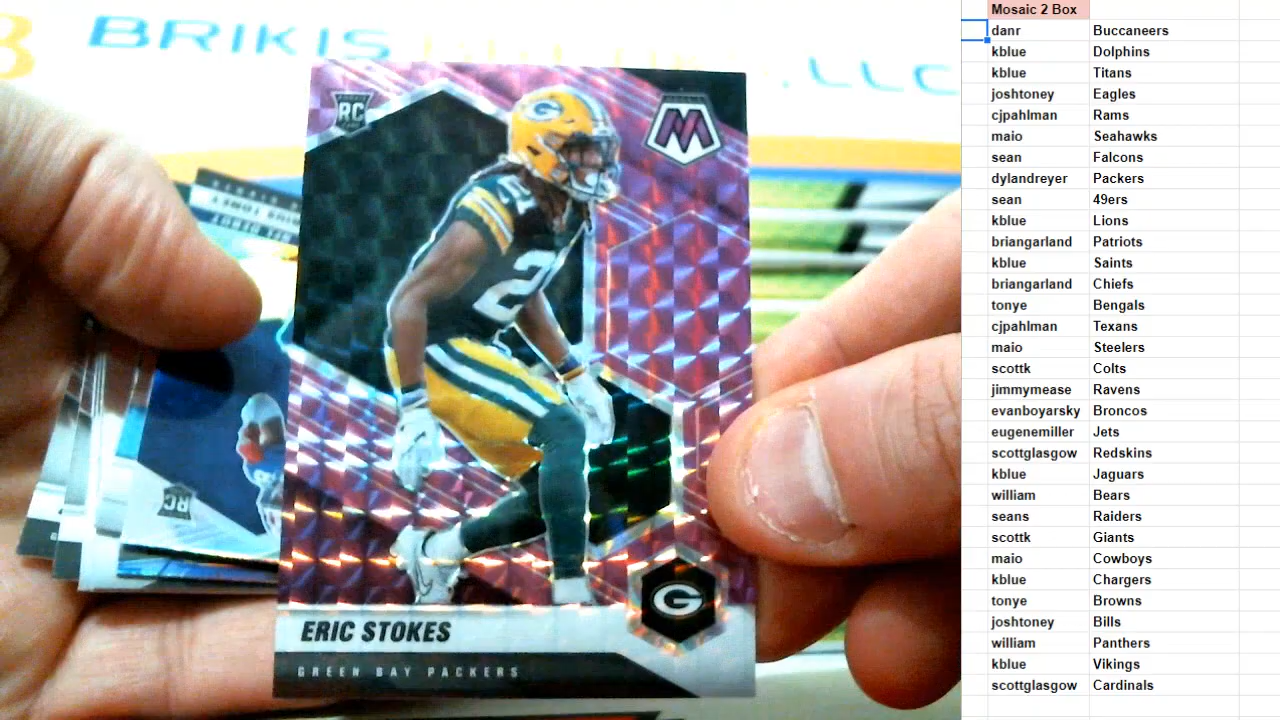 BRIKIS
, LLC
RC
M
G
2
ERIC STOKES
GREEN BAY PACKERS
G
RC
Mosaic 2 Box
danr Buccaneers
kblue Dolphins
kblue Titans
joshtoney Eagles
cjpahlman Rams
maio Seahawks
sean Falcons
dylandreyer Packers
sean 49ers
kblue Lions
briangarland Patriots
kblue Saints
briangarland Chiefs
tonye Bengals
cjpahlman Texans
maio Steelers
scottk Colts
jimmymease Ravens
evanboyarsky Broncos
eugenemiller Jets
scottglasgow Redskins
kblue Jaguars
william Bears
seans Raiders
scottk Giants
maio Cowboys
kblue Chargers
tonye Browns
joshtoney Bills
william Panthers
kblue Vikings
scottglasgow Cardinals